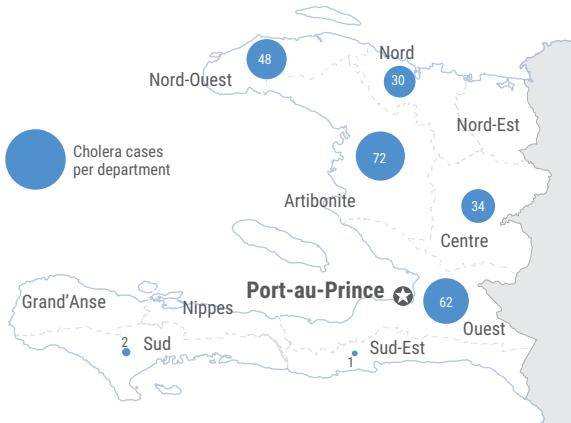 48
Nord
Nord-Ouest
30
Nord-Est
Cholera cases
per department
72
Artibonite
34
Centre
Port-au-Prince
62
Grand'Anse
Nippes
Ouest
2
Sud
Sud-Est
1